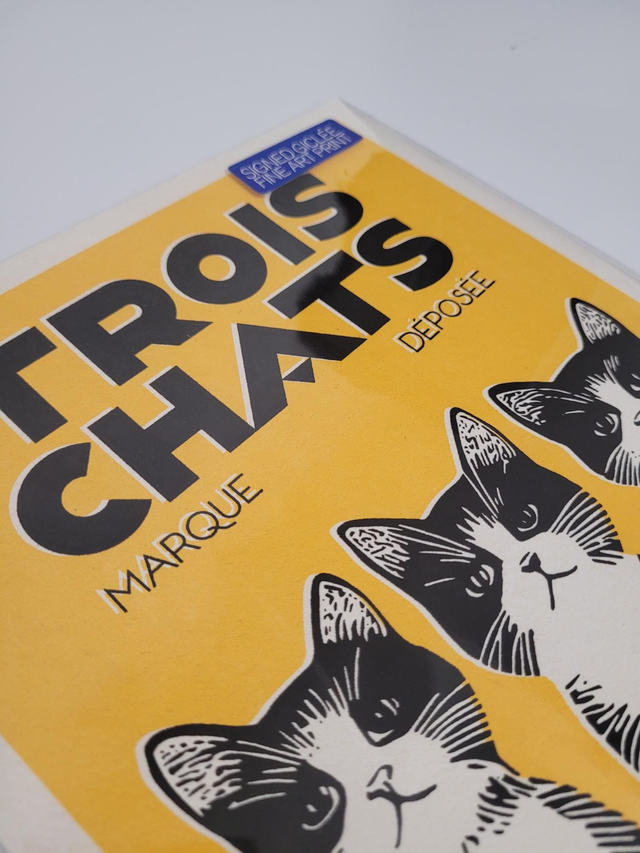 SIGNED GICLÉE
FINE ART PRINT
TROIS
CHATS
MARQUE
DÉPOSÉE